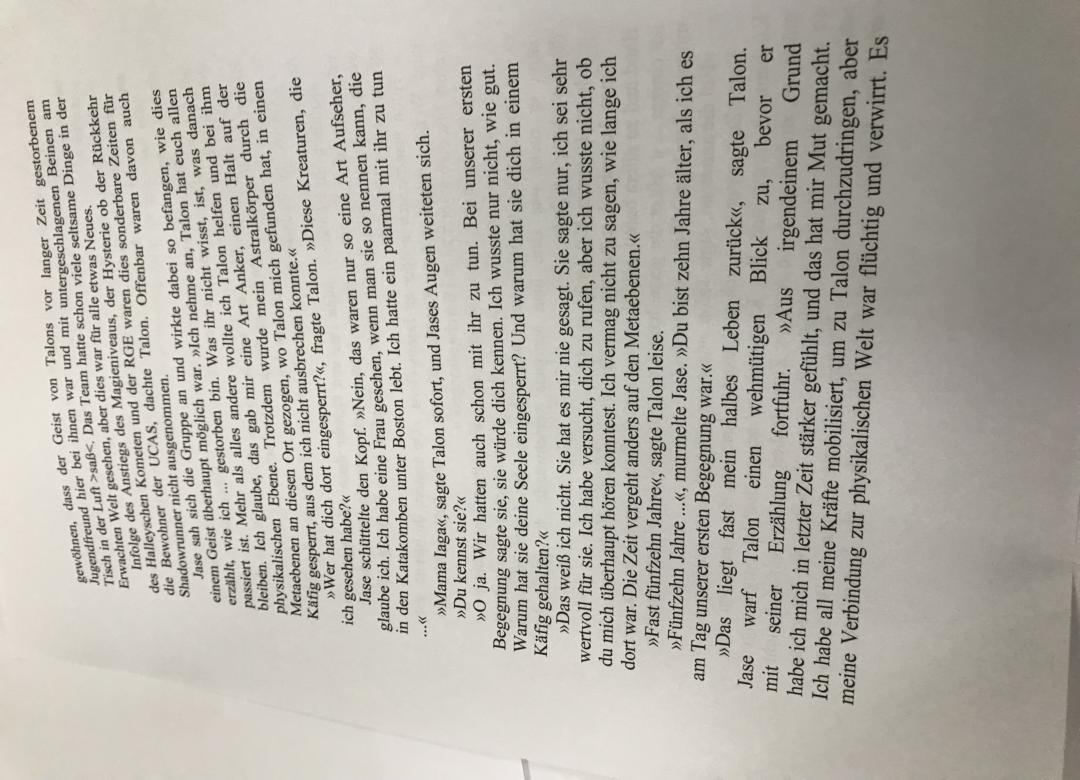 gewöhnen, dass der Geist von Talons vor langer Zeit gestorbenem
Jugendfreund hier bei ihnen war und mit untergeschlagenen Beinen am
Tisch in der Luft >saß<. Das Team hatte schon viele seltsame Dinge in der
Erwachten Welt gesehen, aber dies war für alle etwas Neues.
Infolge des Anstiegs des Magieniveaus, der Hysterie ob der Rückkehr
des Halleyschen Kometen und der RGE waren dies sonderbare Zeiten für
die Bewohner der UCAS, dachte Talon. Offenbar waren davon auch
Shadowrunner nicht ausgenommen.
Jase sah sich die Gruppe an und wirkte dabei so befangen, wie dies
einem Geist überhaupt möglich war. »Ich nehme an, Talon hat euch allen
erzählt, wie ich ... gestorben bin. Was ihr nicht wisst, ist, was danach
passiert ist. Mehr als alles andere wollte ich Talon helfen und bei ihm
bleiben. Ich glaube, das gab mir eine Art Anker, einen Halt auf der
physikalischen Ebene. Trotzdem wurde mein Astralkörper durch die
Metaebenen an diesen Ort gezogen, wo Talon mich gefunden hat, in einen
Käfig gesperrt, aus dem ich nicht ausbrechen konnte.«
»Wer hat dich dort eingesperrt?«, fragte Talon. »Diese Kreaturen, die
ich gesehen habe?«
Jase schüttelte den Kopf. »Nein, das waren nur so eine Art Aufseher,
glaube ich. Ich habe eine Frau gesehen, wenn man sie so nennen kann, die
in den Katakomben unter Boston lebt. Ich hatte ein paarmal mit ihr zu tun
...«
»Mama Iaga«, sagte Talon sofort, und Jases Augen weiteten sich.
»Du kennst sie?«
»O ja. Wir hatten auch schon mit ihr zu tun. Bei unserer ersten
Begegnung sagte sie, sie würde dich kennen. Ich wusste nur nicht, wie gut.
Warum hat sie deine Seele eingesperrt? Und warum hat sie dich in einem
Käfig gehalten?«
»Das weiß ich nicht. Sie hat es mir nie gesagt. Sie sagte nur, ich sei sehr
wertvoll für sie. Ich habe versucht, dich zu rufen, aber ich wusste nicht, ob
du mich überhaupt hören konntest. Ich vermag nicht zu sagen, wie lange ich
dort war. Die Zeit vergeht anders auf den Metaebenen.«
»Fast fünfzehn Jahre«, sagte Talon leise.
»Fünfzehn Jahre ...«, murmelte Jase. »Du bist zehn Jahre älter, als ich es
am Tag unserer ersten Begegnung war.«
»Das liegt fast mein halbes Leben zurück«, sagte Talon.
Jase warf Talon einen wehmütigen Blick zu, bevor er
mit seiner Erzählung fortfuhr. »Aus irgendeinem Grund
habe ich mich in letzter Zeit stärker gefühlt, und das hat mir Mut gemacht.
Ich habe all meine Kräfte mobilisiert, um zu Talon durchzudringen, aber
meine Verbindung zur physikalischen Welt war flüchtig und verwirrt. Es